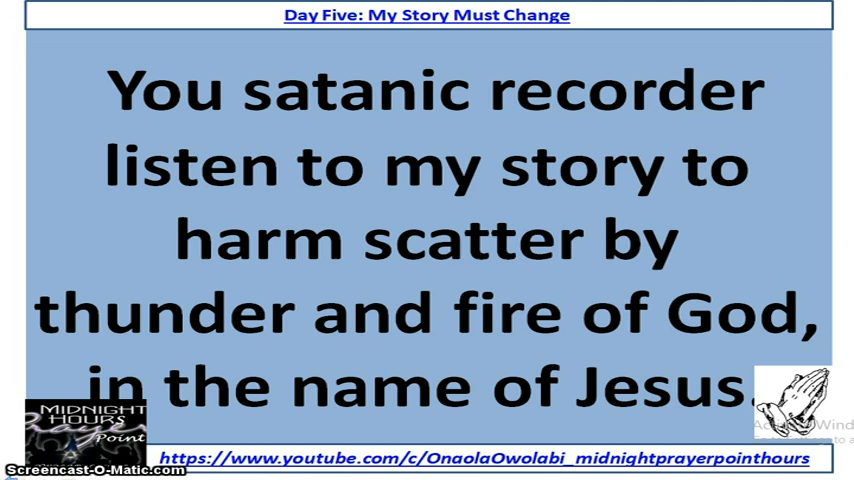 Day Five: My Story Must Change
You satanic recorder
listen to my story to
harm scatter by
thunder and fire of God,
in the name of Jesus.
MIDNIGHT
HOURS
Point
https://www.youtube.com/c/OnaolaOwolabi_midnightprayerpointhours
Screencast-O-Matic.com